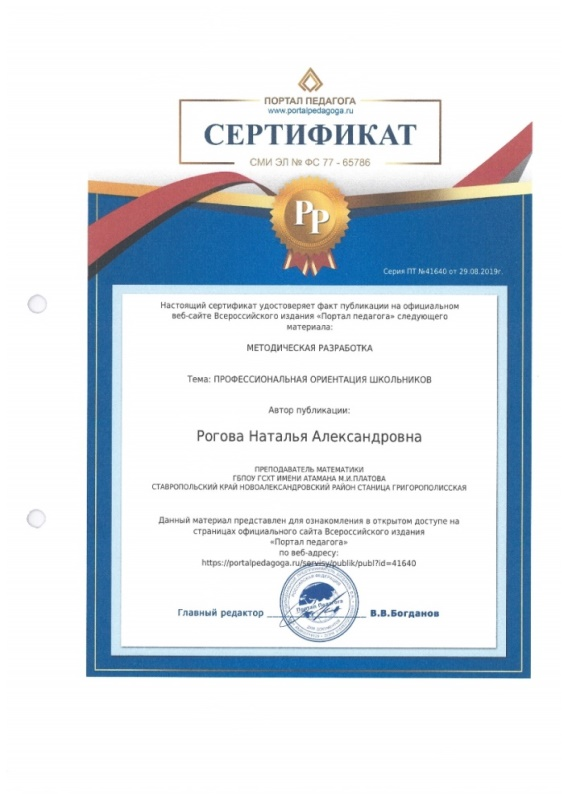 ПОРТАЛ ПЕДАГОГА
www.portalpedagoga.ru
СЕРТИФИКАТ
СМИ ЭЛ № ФС 77 - 65786
PP
Серия ПТ №41640 от 29.08.2019г.
Настоящий сертификат удостоверяет факт публикации на официальном
веб-сайте Всероссийского издания «Портал педагога» следующего
материала:
МЕТОДИЧЕСКАЯ РАЗРАБОТКА
Тема: ПРОФЕССИОНАЛЬНАЯ ОРИЕНТАЦИЯ ШКОЛЬНИКОВ
Автор публикации:
Рогова Наталья Александровна
ПРЕПОДАВАТЕЛЬ МАТЕМАТИКИ
ГБПОУ ГСХТ ИМЕНИ АТАМАНА М.И.ПЛАТОВА
СТАВРОПОЛЬСКИЙ КРАЙ НОВОАЛЕКСАНДРОВСКИЙ РАЙОН СТАНИЦА ГРИГОРОПОЛИССКАЯ
Данный материал представлен для ознакомления в открытом доступе на
страницах официального сайта Всероссийского издания
«Портал педагога»
по веб-адресу:
https://portalpedagoga.ru/servisy/publik/publ?id=41640
Главный редактор
Портал Педагога
В.В.Богданов